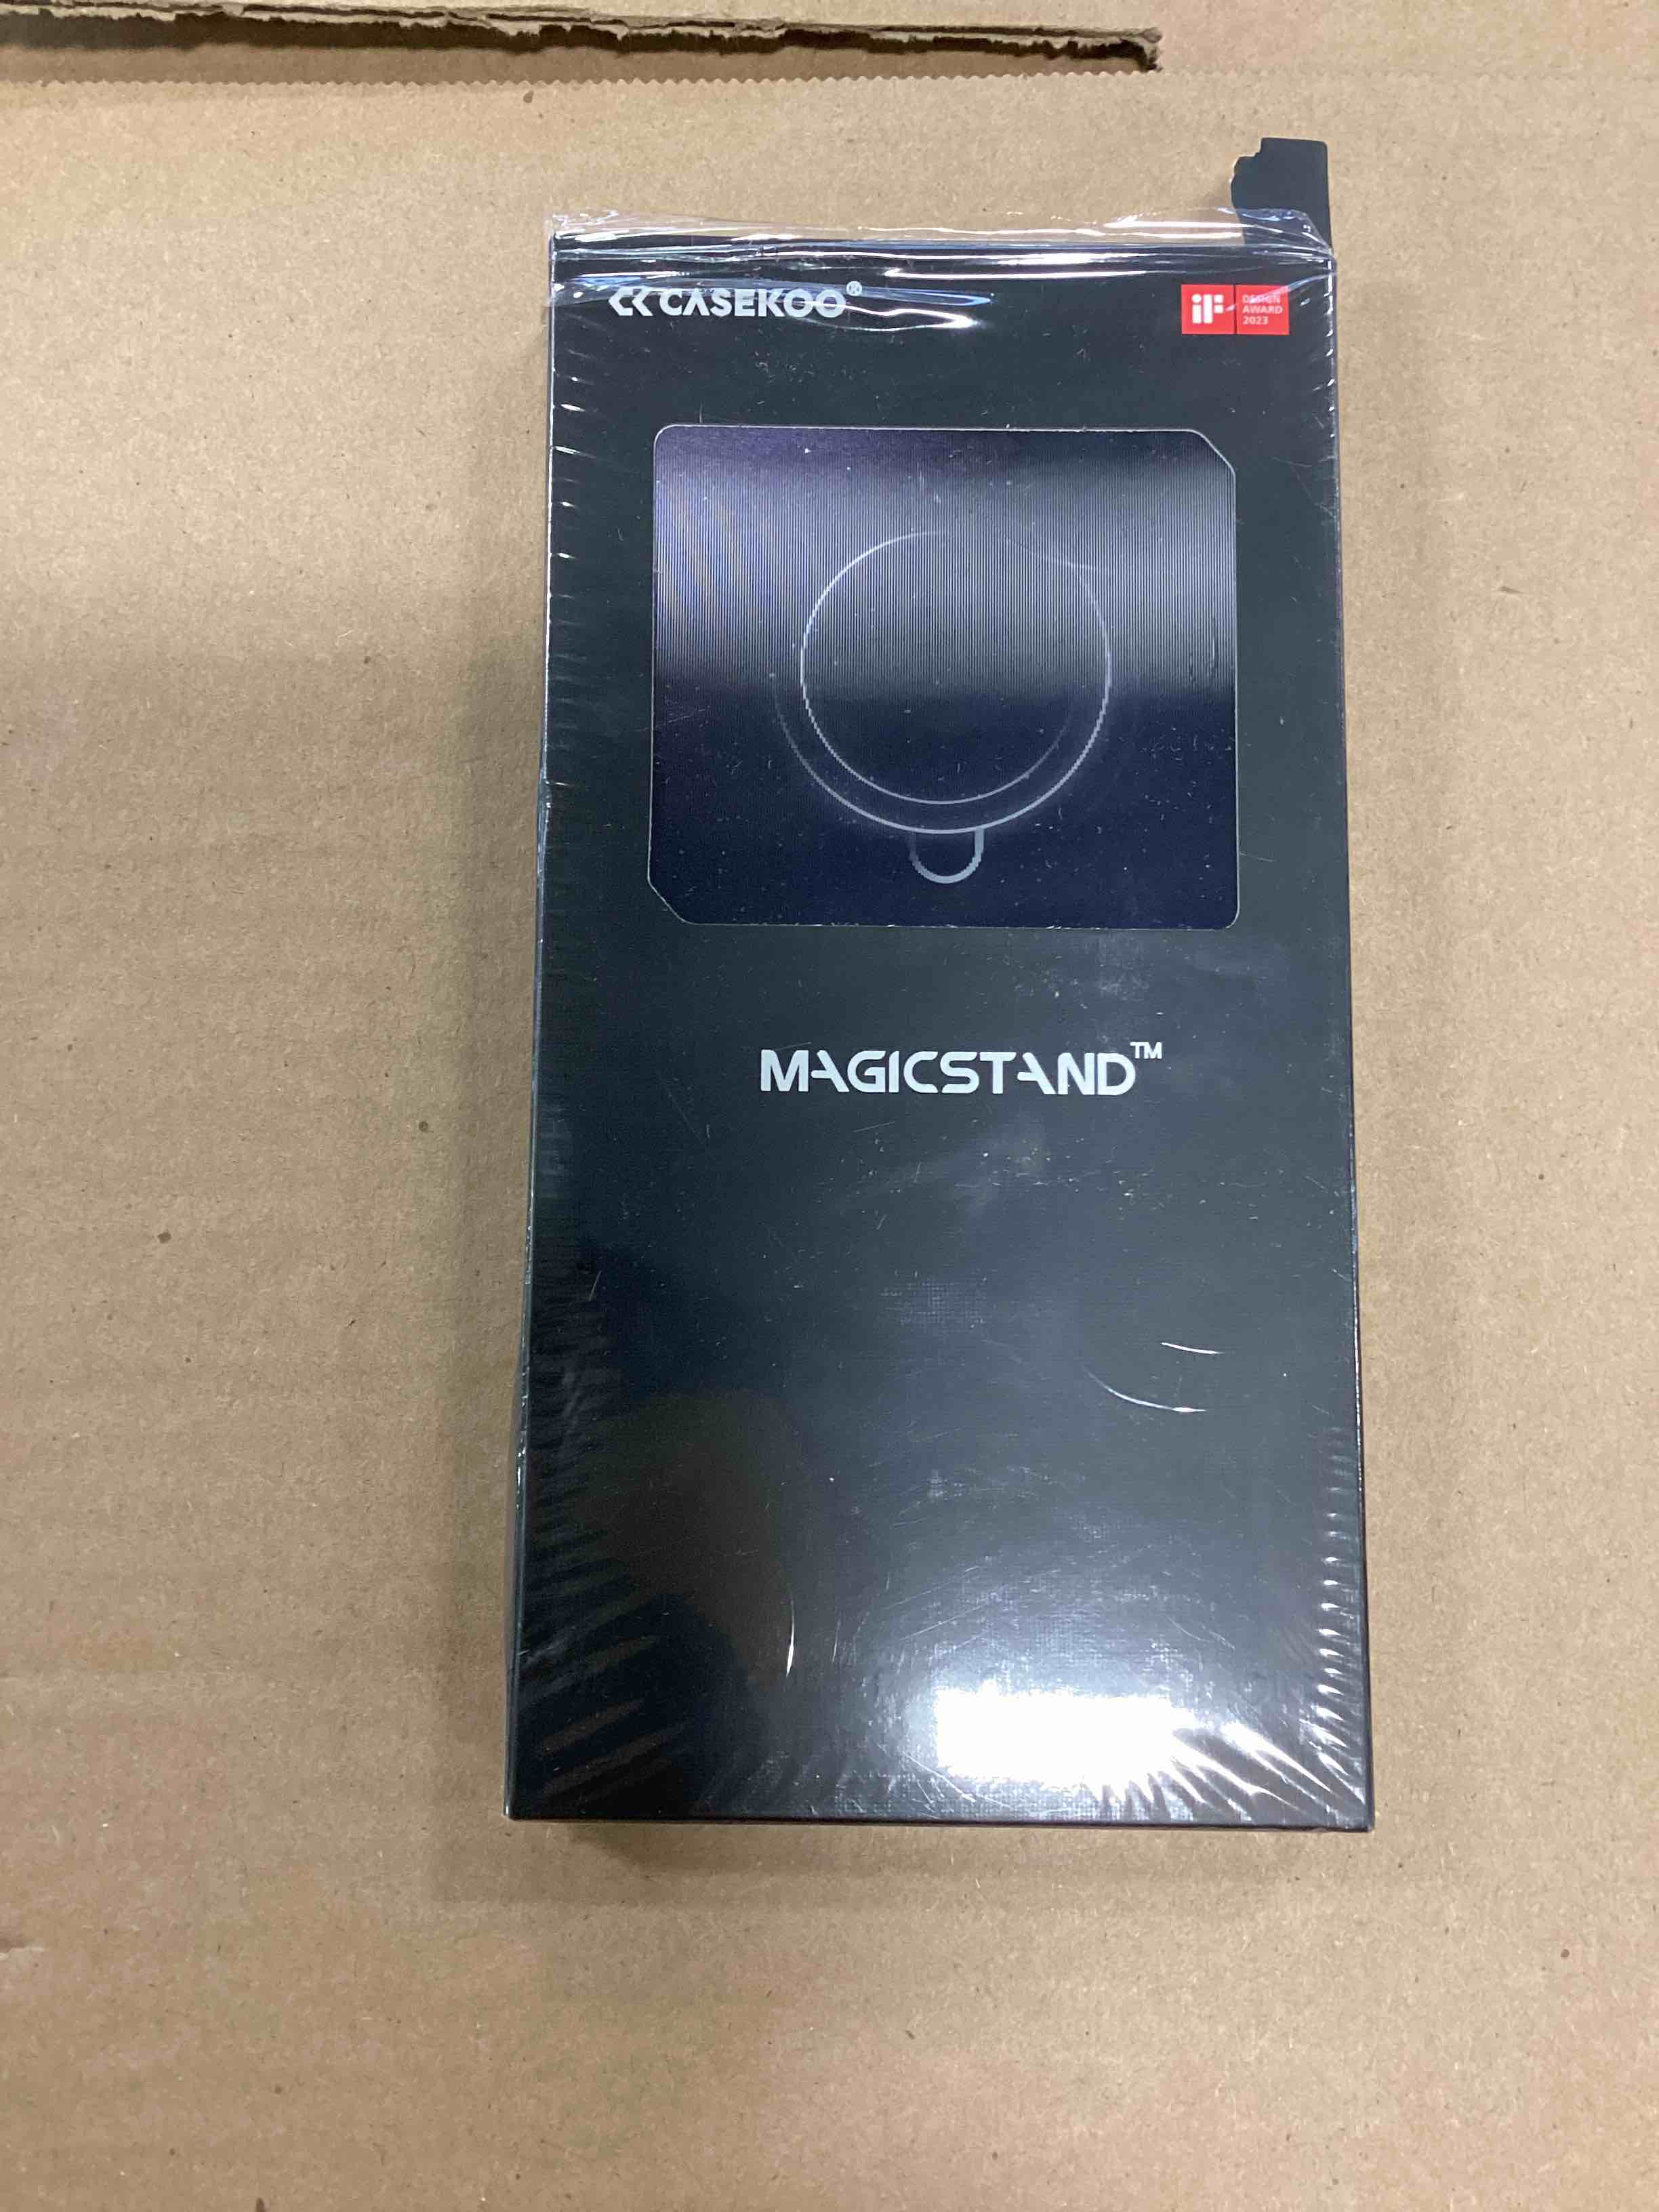 CASEKOO®
iF DESIGN
AWARD
2023
MAGICSTAND™